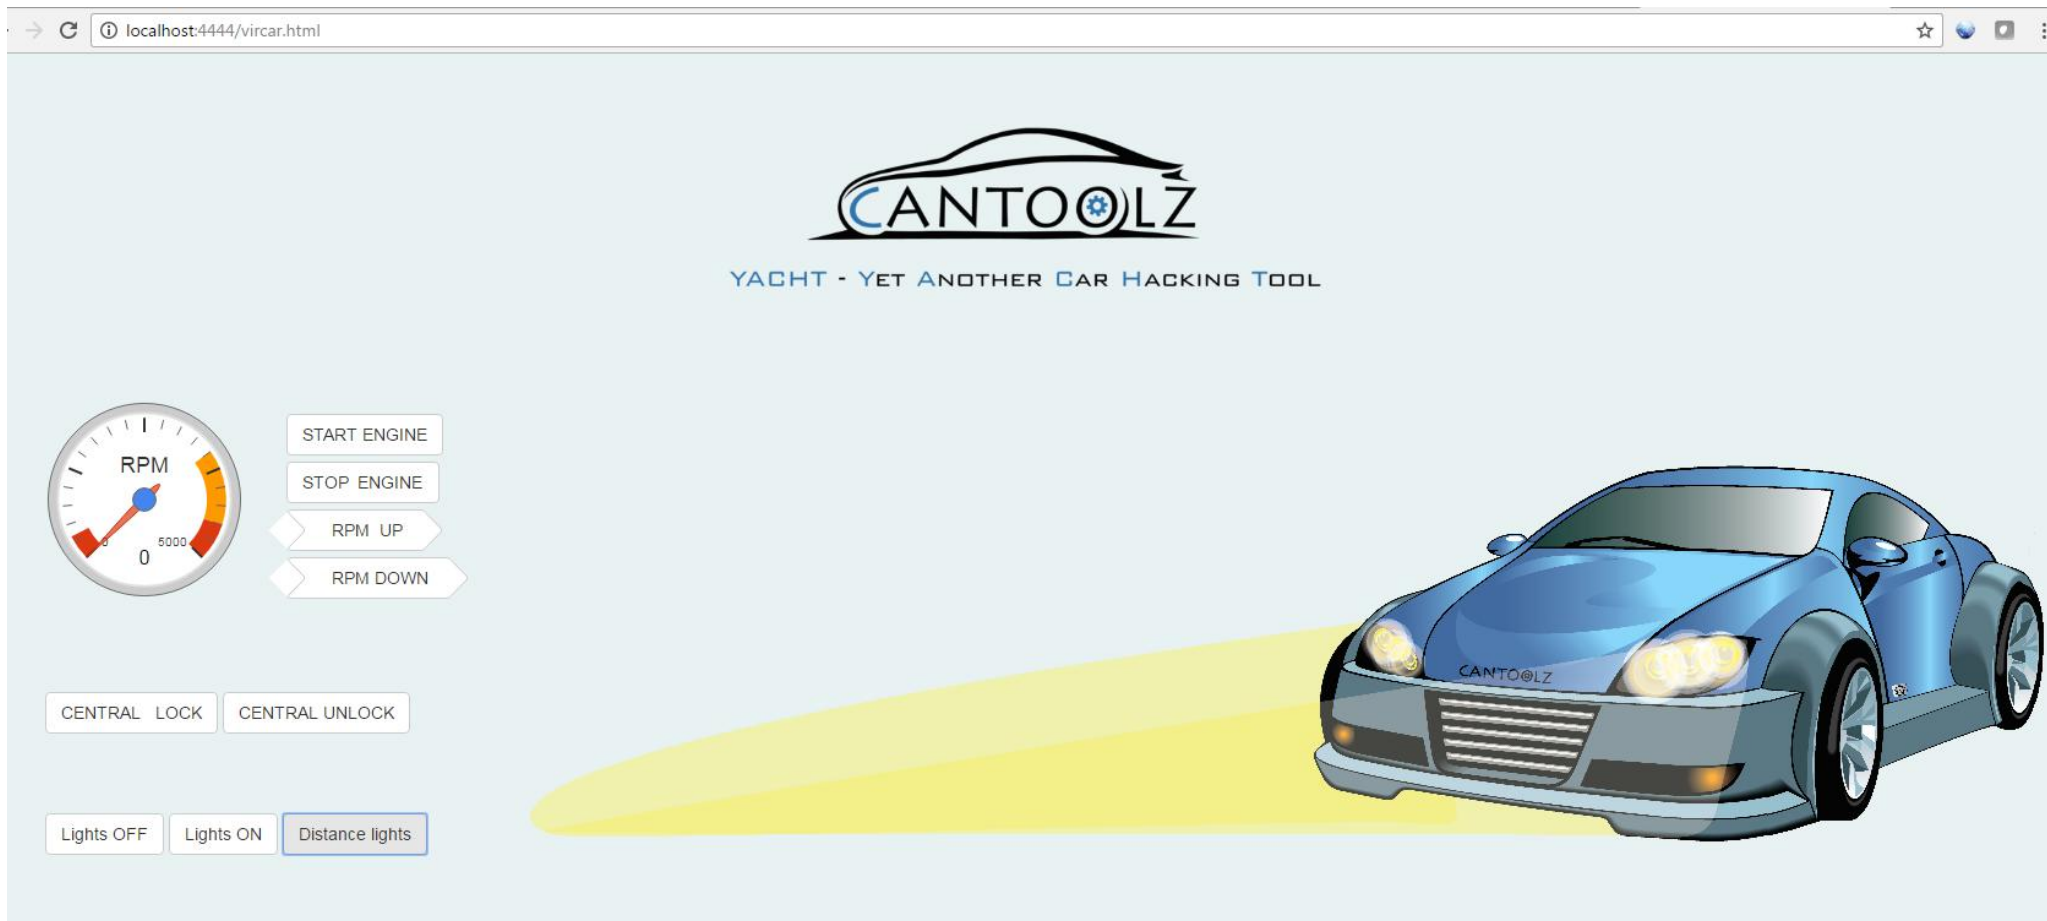 localhost:4444/vircar.html
CANTOOLZ
YACHT - YET ANOTHER CAR HACKING TOOL
RPM
0 5000
0
START ENGINE
STOP ENGINE
RPM UP
RPM DOWN
CANTOOLZ
CENTRAL LOCK CENTRAL UNLOCK
Lights OFF Lights ON Distance lights